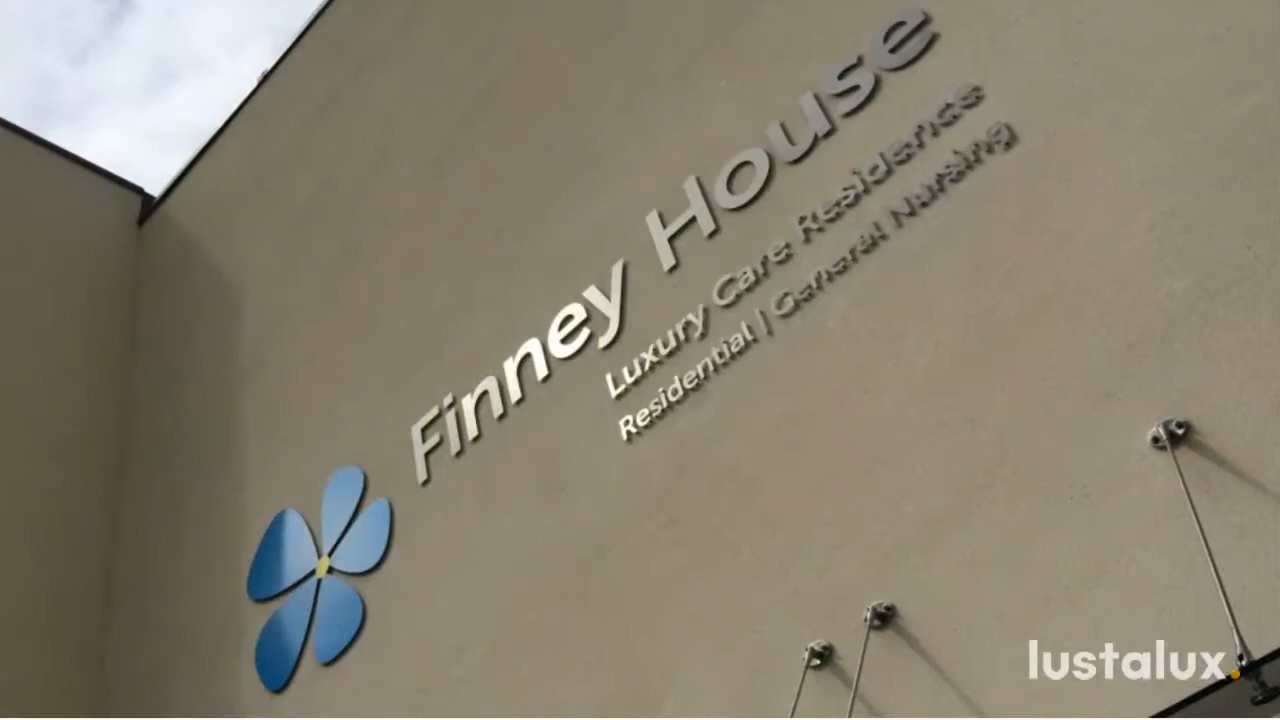 Finney House
Luxury Care Residence
Residential | General Nursing
lustalux.